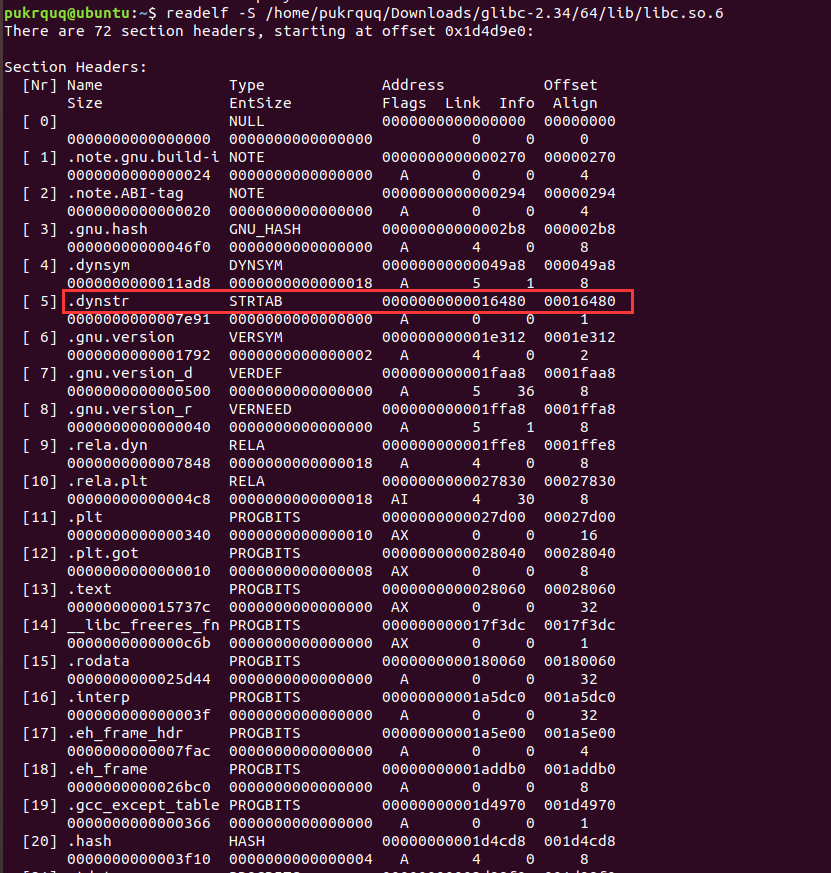 pukrquq@ubuntu:~$ readelf -S /home/pukrquq/Downloads/glibc-2.34/64/lib/libc.so.6
There are 72 section headers, starting at offset 0x1d4d9e0:
Section Headers:
  [Nr] Name              Type             Address           Offset
       Size              EntSize          Flags  Link  Info  Align
  [ 0]                   NULL             0000000000000000  00000000
       0000000000000000  0000000000000000           0     0     0
  [ 1] .note.gnu.build-i NOTE             0000000000000270  00000270
       0000000000000024  0000000000000000   A       0     0     4
  [ 2] .note.ABI-tag     NOTE             0000000000000294  00000294
       0000000000000020  0000000000000000   A       0     0     4
  [ 3] .gnu.hash         GNU_HASH         00000000000002b8  000002b8
       00000000000046f0  0000000000000000   A       4     0     8
  [ 4] .dynsym           DYNSYM           00000000000049a8  000049a8
       0000000000011ad8  0000000000000018   A       5     1     8
  [ 5] .dynstr           STRTAB           0000000000016480  00016480
       0000000000007e91  0000000000000000   A       0     0     1
  [ 6] .gnu.version      VERSYM           000000000001e312  0001e312
       0000000000001792  0000000000000002   A       4     0     2
  [ 7] .gnu.version_d    VERDEF           000000000001faa8  0001faa8
       0000000000000500  0000000000000000   A       5    36     8
  [ 8] .gnu.version_r    VERNEED          000000000001ffa8  0001ffa8
       0000000000000040  0000000000000000   A       5     1     8
  [ 9] .rela.dyn         RELA             000000000001ffe8  0001ffe8
       0000000000007848  0000000000000018   A       4     0     8
  [10] .rela.plt         RELA             0000000000027830  00027830
       00000000000004c8  0000000000000018  AI       4    30     8
  [11] .plt              PROGBITS         0000000000027d00  00027d00
       0000000000000340  0000000000000010  AX       0     0     16
  [12] .plt.got          PROGBITS         0000000000028040  00028040
       0000000000000010  0000000000000008  AX       0     0     8
  [13] .text             PROGBITS         0000000000028060  00028060
       000000000015737c  0000000000000000  AX       0     0     32
  [14] __libc_freeres_fn PROGBITS         000000000017f3dc  0017f3dc
       0000000000000c6b  0000000000000000  AX       0     0     1
  [15] .rodata           PROGBITS         0000000000180060  00180060
       0000000000025d44  0000000000000000   A       0     0     32
  [16] .interp           PROGBITS         00000000001a5dc0  001a5dc0
       000000000000003f  0000000000000000   A       0     0     32
  [17] .eh_frame_hdr     PROGBITS         00000000001a5e00  001a5e00
       0000000000007fac  0000000000000000   A       0     0     4
  [18] .eh_frame         PROGBITS         00000000001addb0  001addb0
       0000000000026bc0  0000000000000000   A       0     0     8
  [19] .gcc_except_table PROGBITS         00000000001d4970  001d4970
       0000000000000366  0000000000000000   A       0     0     1
  [20] .hash             HASH             00000000001d4cd8  001d4cd8
       0000000000003f10  0000000000000004   A       4     0     8